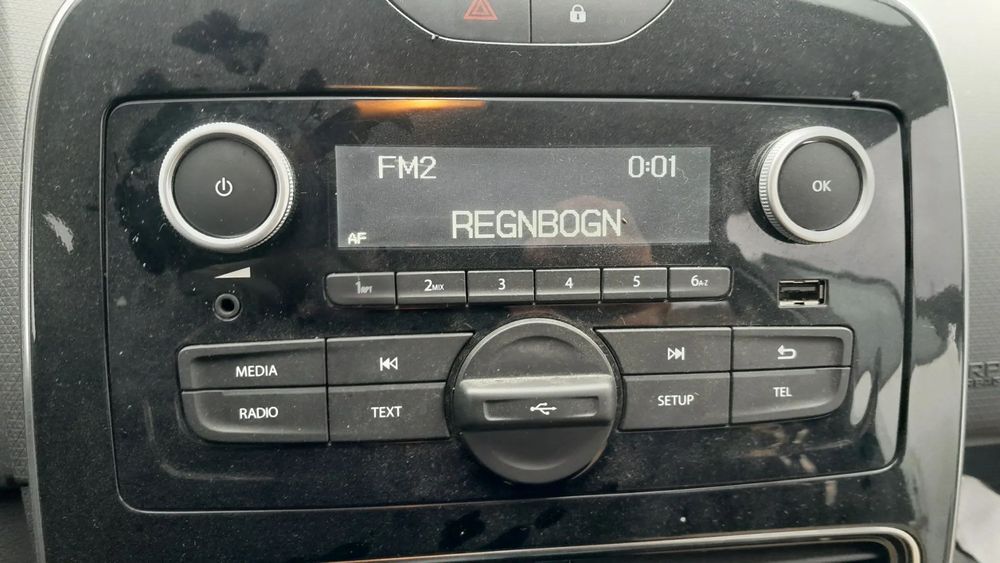 FM2 0:01
REGNBOGN
AF
OK
1RPT 2MIX 3 4 5 6A-Z
MEDIA
RADIO TEXT SETUP TEL